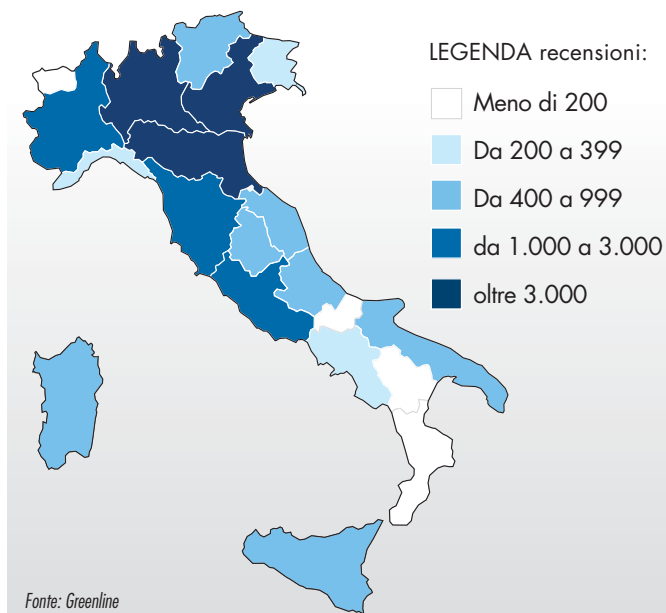 LEGENDA recensioni:
Meno di 200
Da 200 a 399
Da 400 a 999
da 1.000 a 3.000
oltre 3.000
Fonte: Greenline